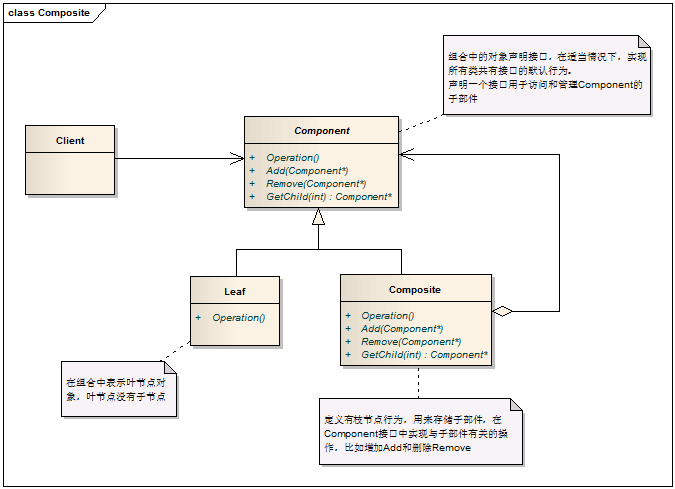 class Composite
组合中的对象声明接口，在适当情况下，实现
所有类共有接口的默认行为。
声明一个接口用于访问和管理Component的
子部件
Client
Component
+ Operation()
+ Add(Component*)
+ Remove(Component*)
+ GetChild(int) : Component*
Leaf
+ Operation()
Composite
+ Operation()
+ Add(Component*)
+ Remove(Component*)
+ GetChild(int) : Component*
在组合中表示叶节点对
象，叶节点没有子节点
定义有枝节点行为，用来存储子部件，在
Component接口中实现与子部件有关的操
作，比如增加Add和删除Remove